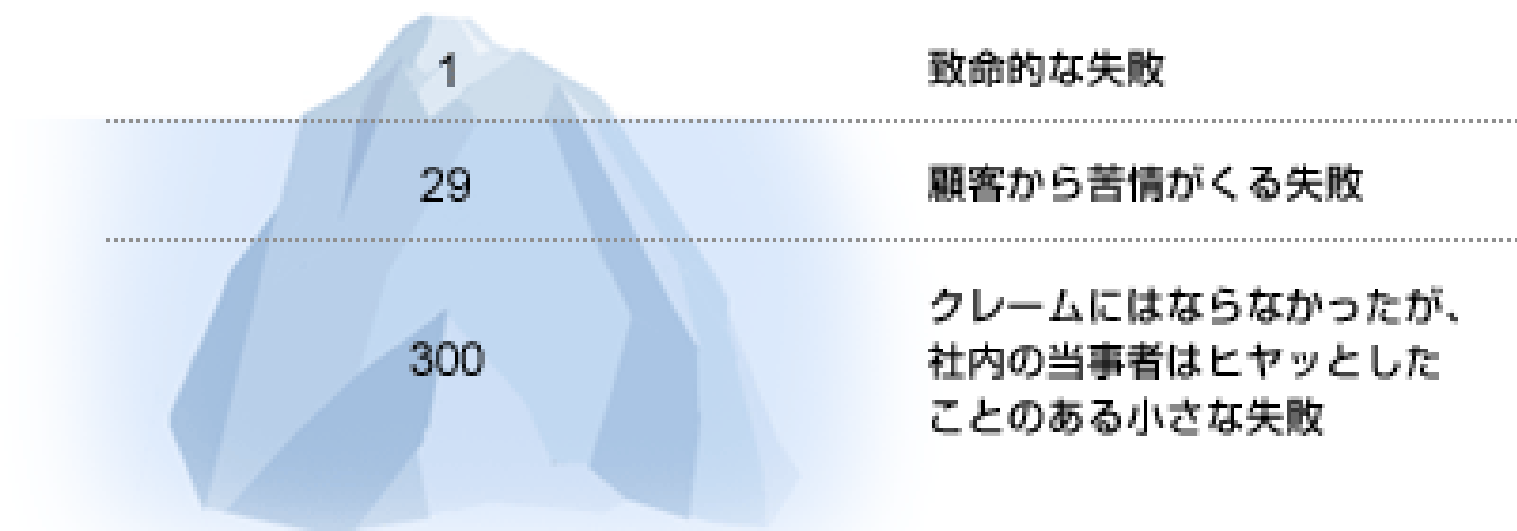 1
致命的な失敗
29
顧客から苦情がくる失敗
300
クレームにはならなかったが、
社内の当事者はヒヤッとした
ことのある小さな失敗